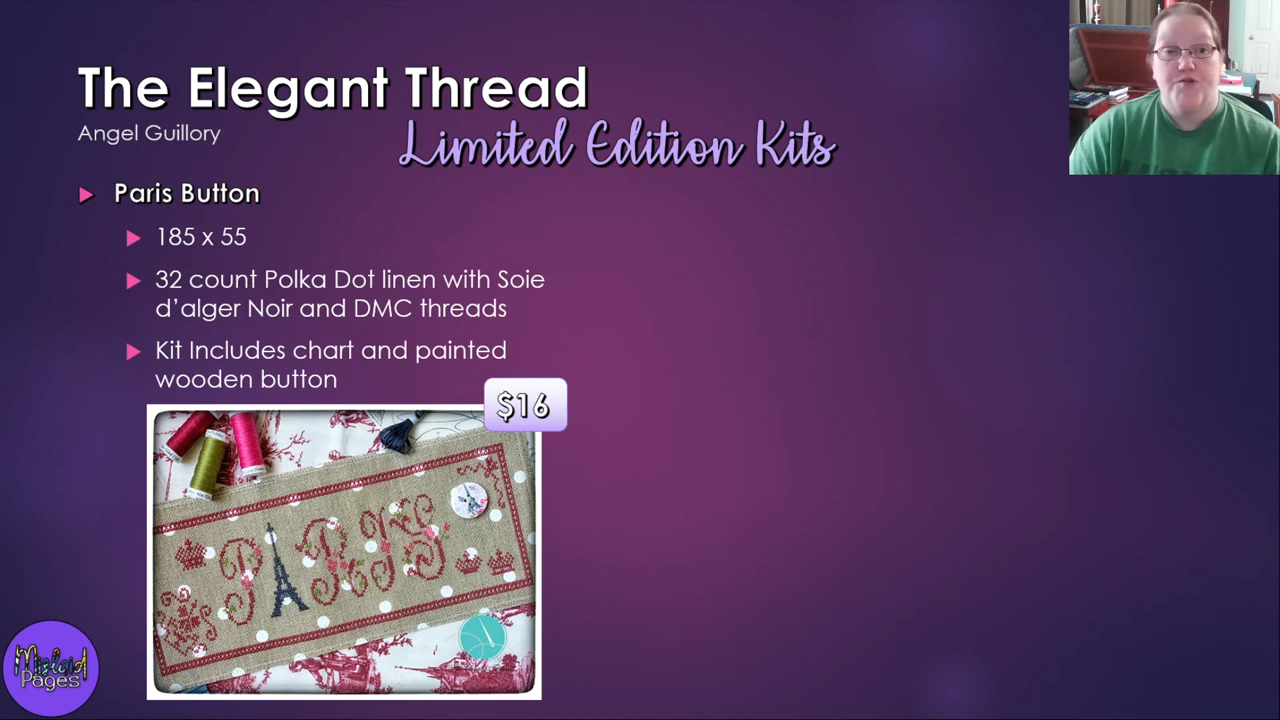 The Elegant Thread
Angel Guillory
Limited Edition Kits
Paris Button
185 x 55
32 count Polka Dot linen with Soie
d’alger Noir and DMC threads
Kit Includes chart and painted
wooden button
$16
PARIS
Pages